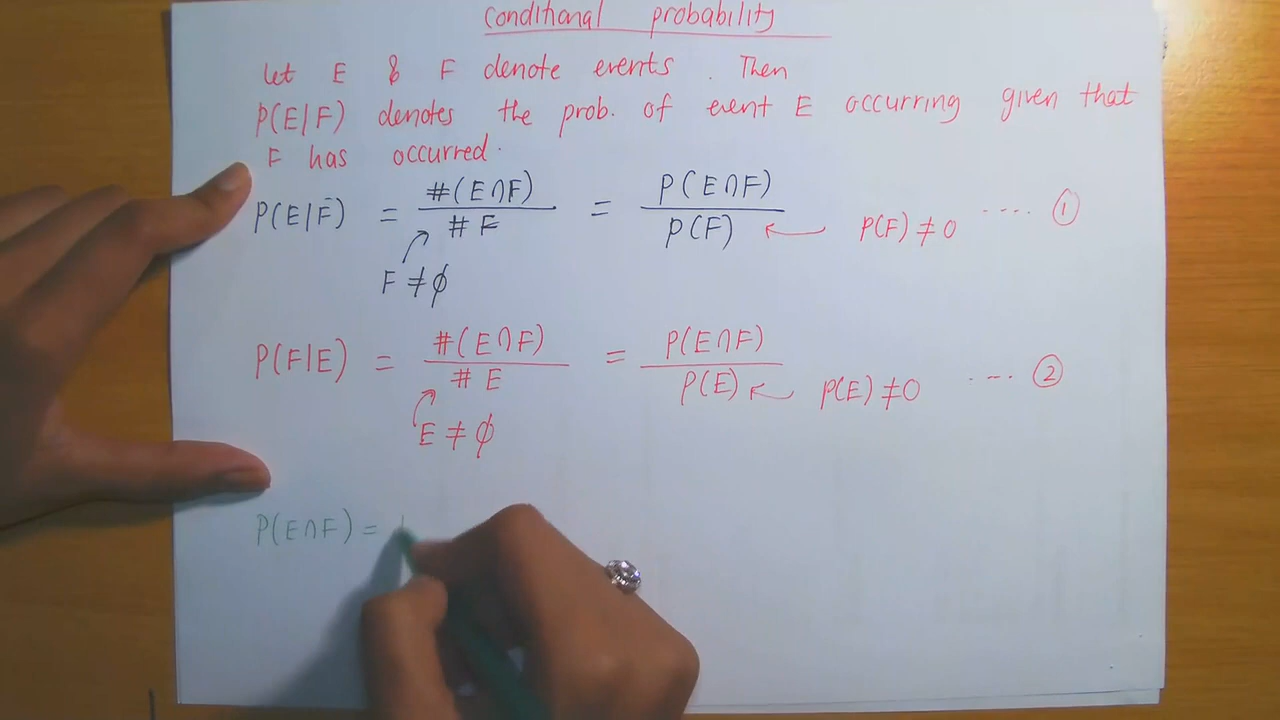 Conditional probability
Let E & F denote events. Then
P(E|F) denotes the prob. of event E occurring given that
F has occurred.
P(E|F) = #(E∩F) / #F = P(E∩F) / P(F) ← P(F) ≠ 0 .... ①
F ≠ ϕ
P(F|E) = #(E∩F) / #E = P(E∩F) / P(E) ← P(E) ≠ 0 .... ②
E ≠ ϕ
P(E∩F) =